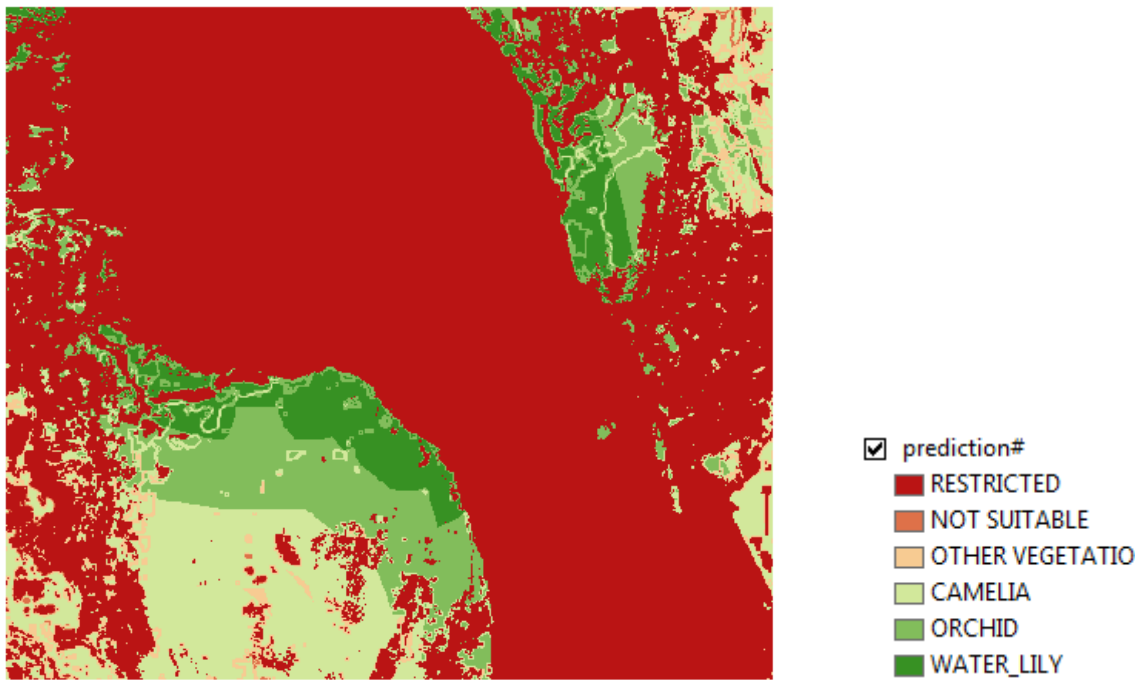 prediction#
RESTRICTED
NOT SUITABLE
OTHER VEGETATIO
CAMELIA
ORCHID
WATER_LILY